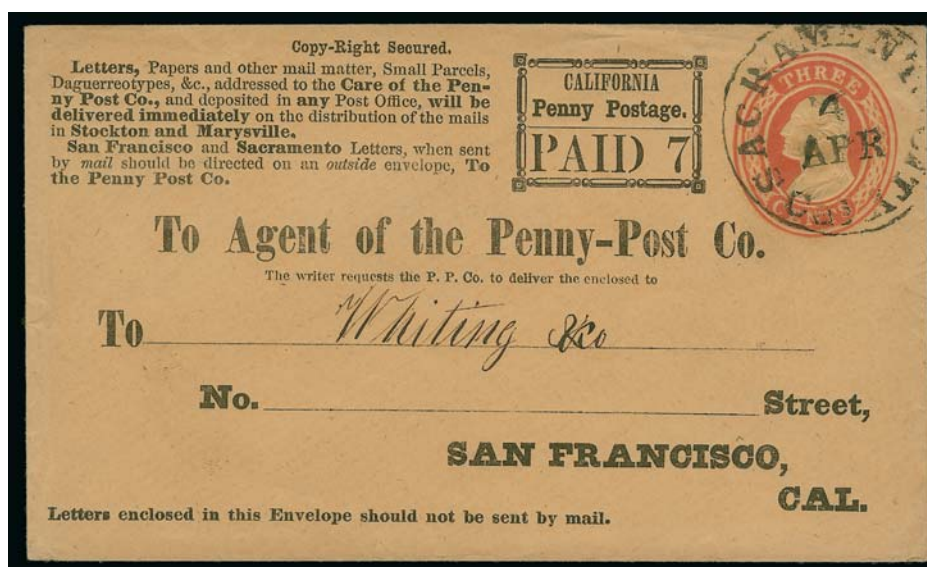 Copy-Right Secured.
Letters, Papers and other mail matter, Small Parcels,
Daguerreotypes, &c., addressed to the Care of the Pen-
ny Post Co., and deposited in any Post Office, will be
delivered immediately on the distribution of the mails
in Stockton and Marysville.
San Francisco and Sacramento Letters, when sent
by mail should be directed on an outside envelope, To
the Penny Post Co.
CALIFORNIA
Penny Postage.
PAID 7
THREE
SACRAMENTO CITY
4
APR
Cal
To Agent of the Penny-Post Co.
The writer requests the P. P. Co. to deliver the enclosed to
To Whiting &co
No. Street,
SAN FRANCISCO,
CAL.
Letters enclosed in this Envelope should not be sent by mail.